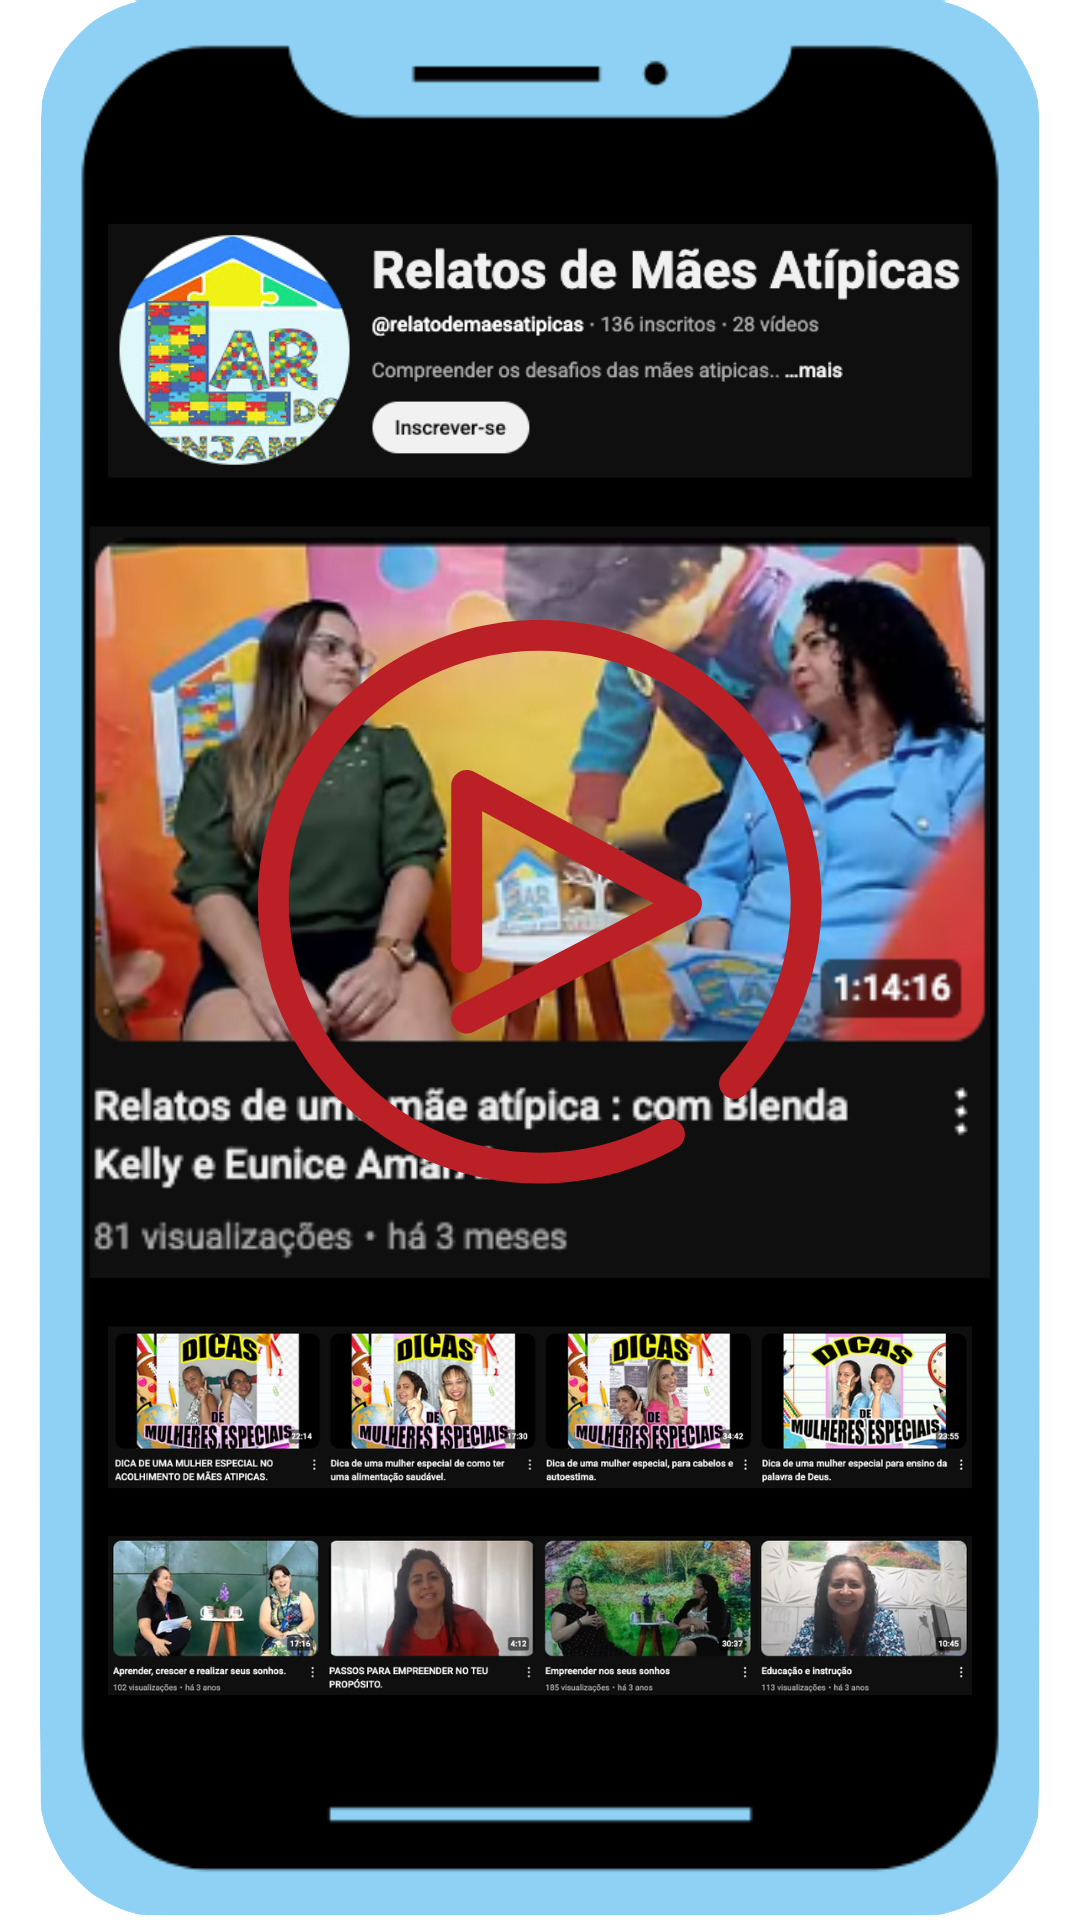 Relatos de Mães Atípicas
@relatodemaesatipicas · 136 inscritos · 28 vídeos
Compreender os desafios das mães atipicas.. ...mais
Inscrever-se
LAR
DO
ENJAM
LAR
1:14:16
Relatos de uma mãe atípica : com Blenda
Kelly e Eunice
81 visualizações • há 3 meses
DICAS
DE
MULHERES ESPECIAIS
22:14
DICA DE UMA MULHER ESPECIAL NO
ACOLHIMENTO DE MÃES ATIPICAS.
DICAS
DE
MULHERES ESPECIAIS
17:30
Dica de uma mulher especial de como ter
uma alimentação saudável.
DICAS
DE
MULHERES ESPECIAIS
34:42
Dica de uma mulher especial, para cabelos e
autoestima.
DICAS
DE
MULHERES ESPECIAIS
23:55
Dica de uma mulher especial para ensino da
palavra de Deus.
17:16
Aprender, crescer e realizar seus sonhos.
102 visualizações • há 3 anos
4:12
PASSOS PARA EMPREENDER NO TEU
PROPÓSITO.
30:37
Empreender nos seus sonhos
185 visualizações • há 3 anos
10:45
Educação e instrução
113 visualizações • há 3 anos